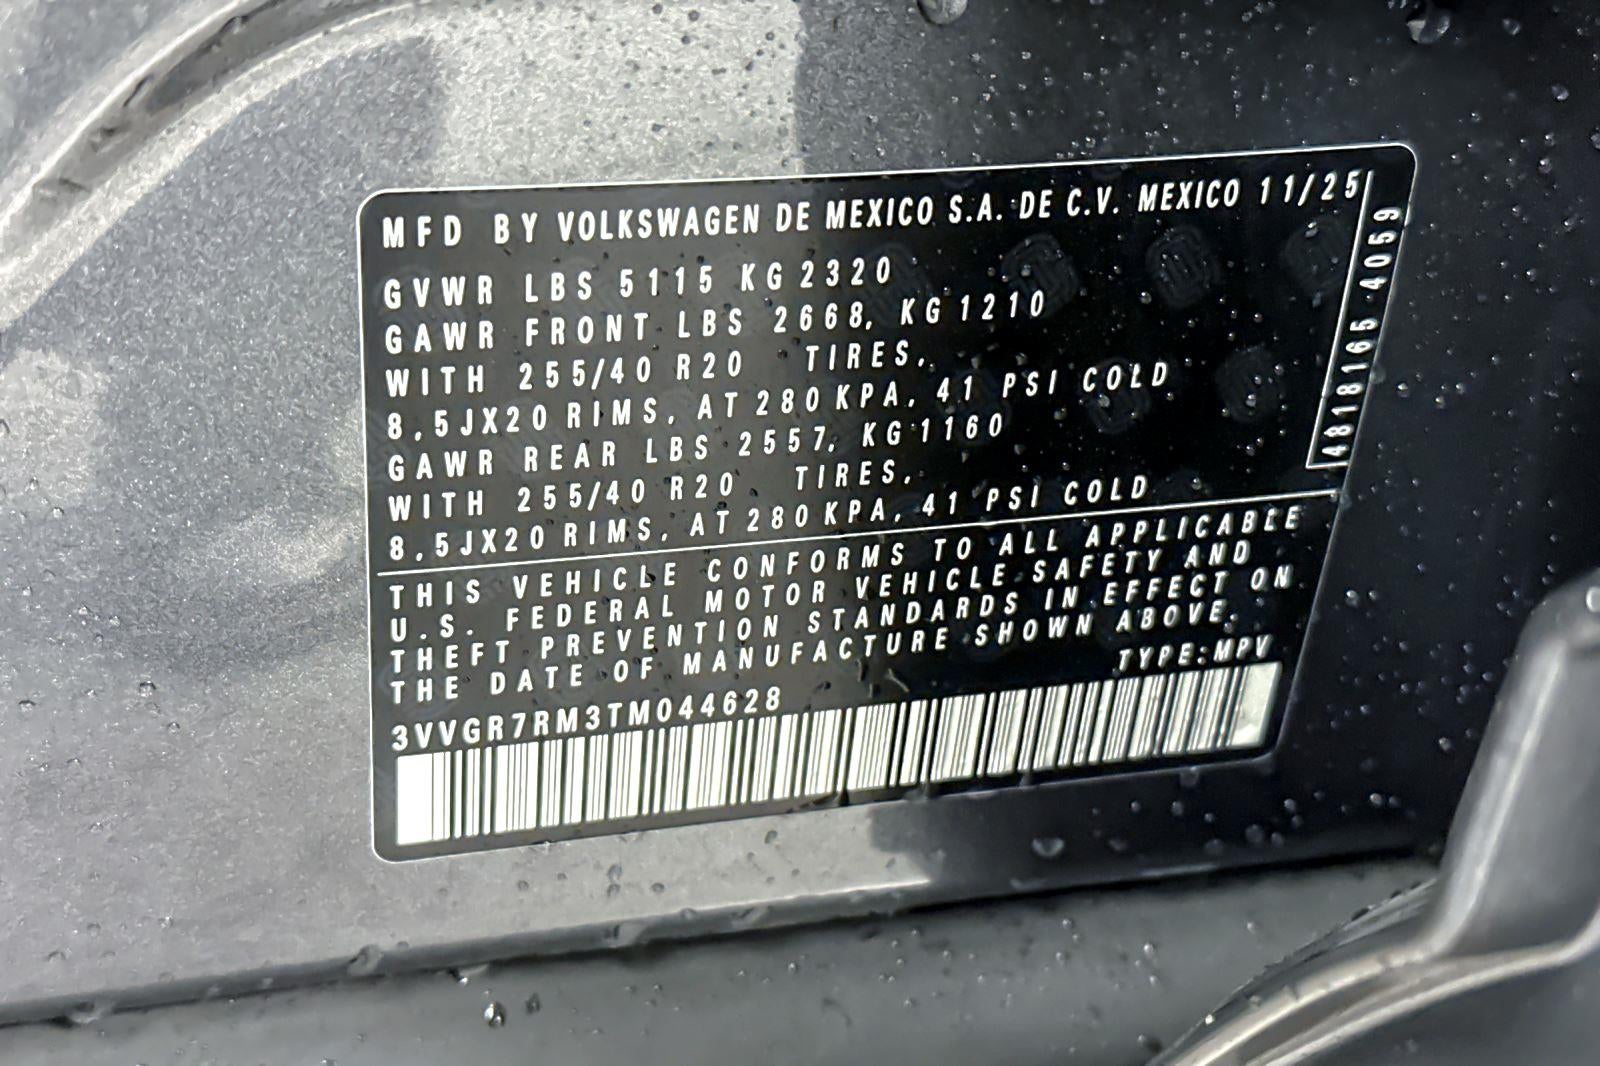 MFD BY VOLKSWAGEN DE MEXICO S.A. DE C.V. MEXICO 11/25
GVWR LBS 5115 KG 2320
GAWR FRONT LBS 2668, KG 1210
WITH 255/40 R20 TIRES,
8.5JX20 RIMS, AT 280 KPA, 41 PSI COLD
GAWR REAR LBS 2557, KG 1160
WITH 255/40 R20 TIRES,
8.5JX20 RIMS, AT 280 KPA, 41 PSI COLD
4818165 4059
THIS VEHICLE CONFORMS TO ALL APPLICABLE
U.S. FEDERAL MOTOR VEHICLE SAFETY AND
THEFT PREVENTION STANDARDS IN EFFECT ON
THE DATE OF MANUFACTURE SHOWN ABOVE.
TYPE:MPV
3VVGR7RM3TM044628